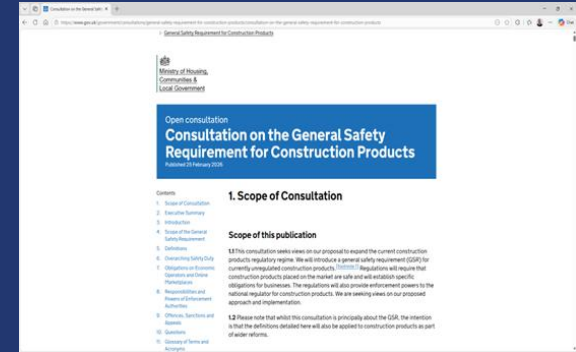 Consultation on the General Safe
https://www.gov.uk/government/consultations/general-safety-requirement-for-construction-products/consultation-on-the-general-safety-requirement-for-construction-products
General Safety Requirement for Construction Products
Ministry of Housing,
Communities &
Local Government
Open consultation
Consultation on the General Safety
Requirement for Construction Products
Published 25 February 2026
Contents
1. Scope of Consultation
2. Executive Summary
3. Introduction
4. Scope of the General
Safety Requirement
5. Definitions
6. Overarching Safety Duty
7. Obligations on Economic
Operators and Online
Marketplaces
8. Responsibilities and
Powers of Enforcement
Authorities
9. Offences, Sanctions and
Appeals
10. Questions
11. Glossary of Terms and
Acronyms
1. Scope of Consultation
Scope of this publication
1.1 This consultation seeks views on our proposal to expand the current construction
products regulatory regime. We will introduce a general safety requirement (GSR) for
currently unregulated construction products. [footnote 1] Regulations will require that
construction products placed on the market are safe and will establish specific
obligations for businesses. The regulations will also provide enforcement powers to the
national regulator for construction products. We are seeking views on our proposed
approach and implementation.
1.2 Please note that whilst this consultation is principally about the GSR, the intention
is that the definitions detailed here will also be applied to construction products as part
of wider reforms.